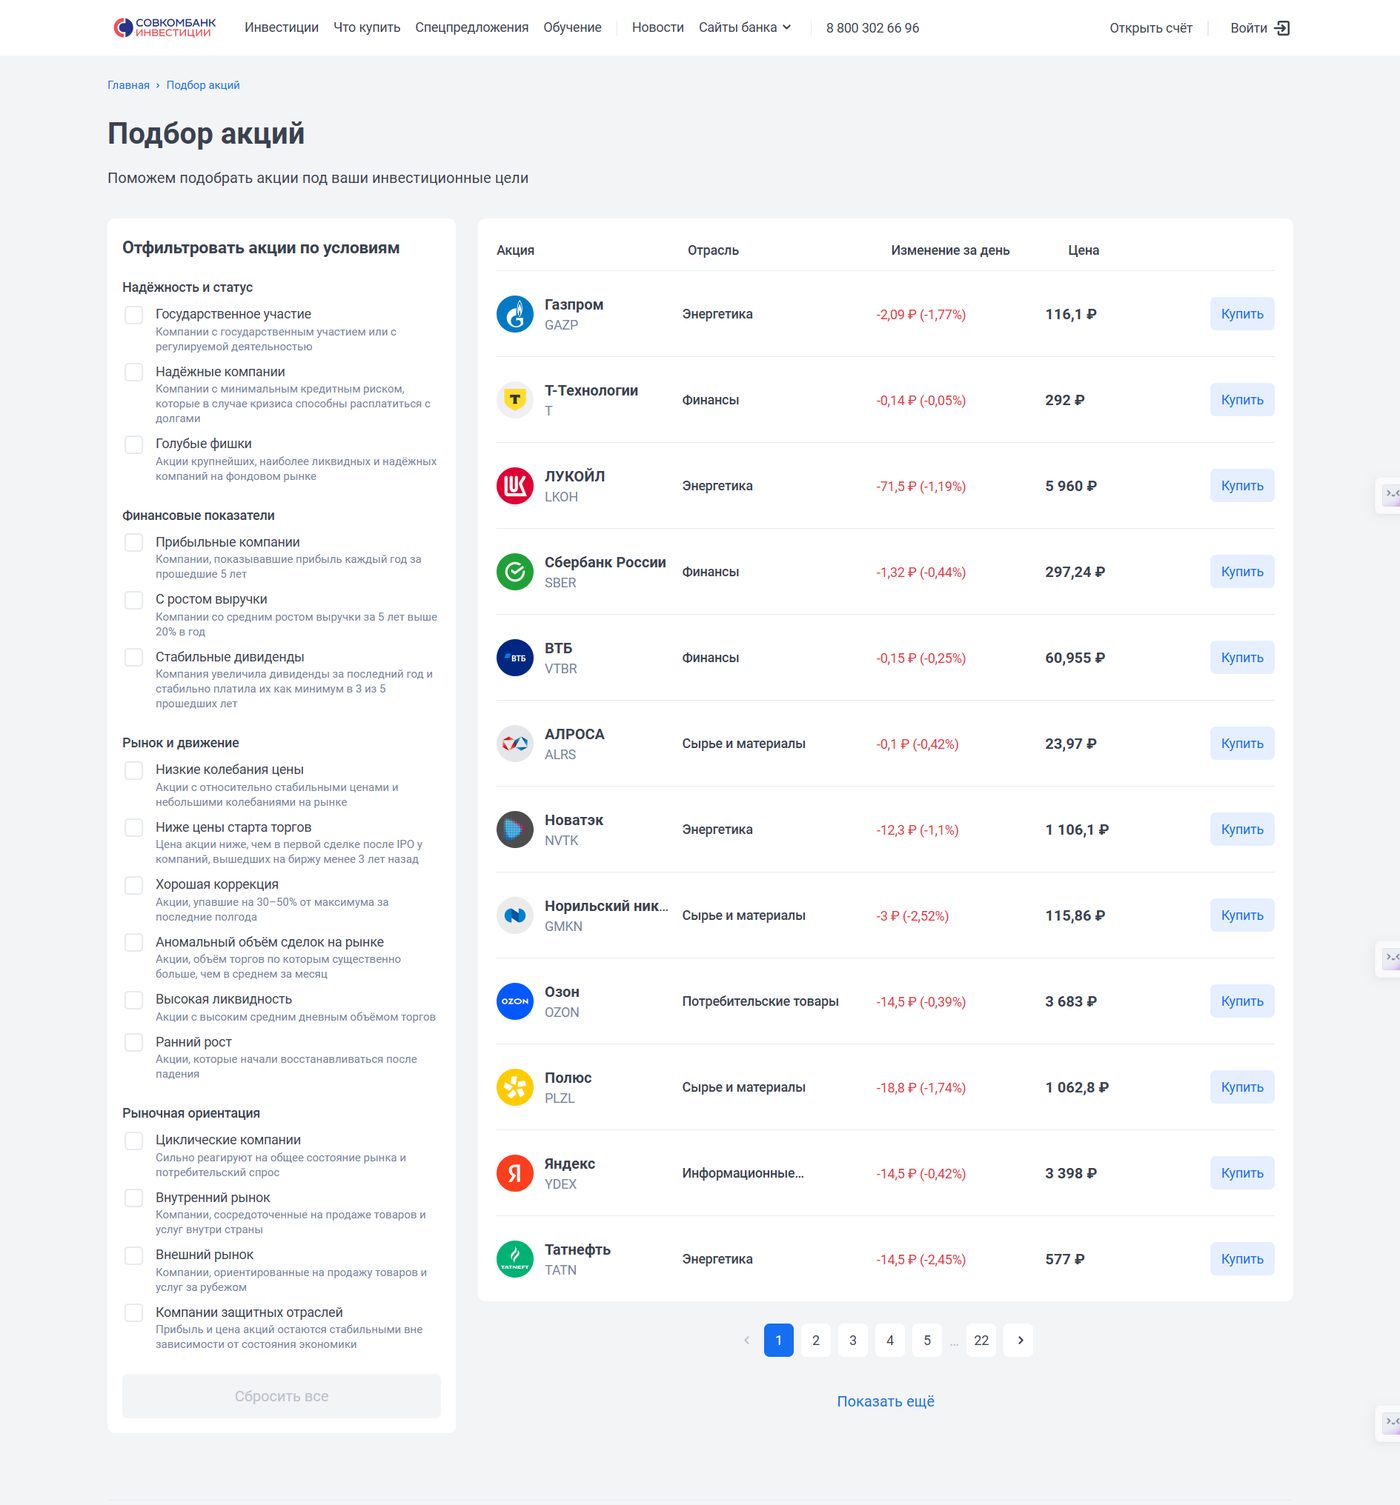 СОВКОМБАНК
ИНВЕСТИЦИИ
Инвестиции Что купить Спецпредложения Обучение Новости Сайты банка 8 800 302 66 96 Открыть счёт Войти
Главная › Подбор акций
Подбор акций
Поможем подобрать акции под ваши инвестиционные цели
Отфильтровать акции по условиям
Надёжность и статус
Государственное участие
Компании с государственным участием или с
регулируемой деятельностью
Надёжные компании
Компании с минимальным кредитным риском,
которые в случае кризиса способны расплатиться с
долгами
Голубые фишки
Акции крупнейших, наиболее ликвидных и надёжных
компаний на фондовом рынке
Финансовые показатели
Прибыльные компании
Компании, показывавшие прибыль каждый год за
прошедшие 5 лет
С ростом выручки
Компании со средним ростом выручки за 5 лет выше
20% в год
Стабильные дивиденды
Компания увеличила дивиденды за последний год и
стабильно платила их как минимум в 3 из 5
прошедших лет
Рынок и движение
Низкие колебания цены
Акции с относительно стабильными ценами и
небольшими колебаниями на рынке
Ниже цены старта торгов
Цена акции ниже, чем в первой сделке после IPO у
компаний, вышедших на биржу менее 3 лет назад
Хорошая коррекция
Акции, упавшие на 30–50% от максимума за
последние полгода
Аномальный объём сделок на рынке
Акции, объём торгов по которым существенно
больше, чем в среднем за месяц
Высокая ликвидность
Акции с высоким средним дневным объёмом торгов
Ранний рост
Акции, которые начали восстанавливаться после
падения
Рыночная ориентация
Циклические компании
Сильно реагируют на общее состояние рынка и
потребительский спрос
Внутренний рынок
Компании, сосредоточенные на продаже товаров и
услуг внутри страны
Внешний рынок
Компании, ориентированные на продажу товаров и
услуг за рубежом
Компании защитных отраслей
Прибыль и цена акций остаются стабильными вне
зависимости от состояния экономики
Сбросить все
Акция Отрасль Изменение за день Цена
Газпром
GAZP
Энергетика -2,09 ₽ (-1,77%) 116,1 ₽ Купить
Т-Технологии
T
Финансы -0,14 ₽ (-0,05%) 292 ₽ Купить
ЛУКОЙЛ
LKOH
Энергетика -71,5 ₽ (-1,19%) 5 960 ₽ Купить
Сбербанк России
SBER
Финансы -1,32 ₽ (-0,44%) 297,24 ₽ Купить
ВТБ
ВТБ
VTBR
Финансы -0,15 ₽ (-0,25%) 60,955 ₽ Купить
АЛРОСА
ALRS
Сырье и материалы -0,1 ₽ (-0,42%) 23,97 ₽ Купить
Новатэк
NVTK
Энергетика -12,3 ₽ (-1,1%) 1 106,1 ₽ Купить
Норильский ник...
GMKN
Сырье и материалы -3 ₽ (-2,52%) 115,86 ₽ Купить
OZON
Озон
OZON
Потребительские товары -14,5 ₽ (-0,39%) 3 683 ₽ Купить
Полюс
PLZL
Сырье и материалы -18,8 ₽ (-1,74%) 1 062,8 ₽ Купить
Я
Яндекс
YDEX
Информационные... -14,5 ₽ (-0,42%) 3 398 ₽ Купить
TATNEFT
Татнефть
TATN
Энергетика -14,5 ₽ (-2,45%) 577 ₽ Купить
‹ 1 2 3 4 5 ... 22 ›
Показать ещё